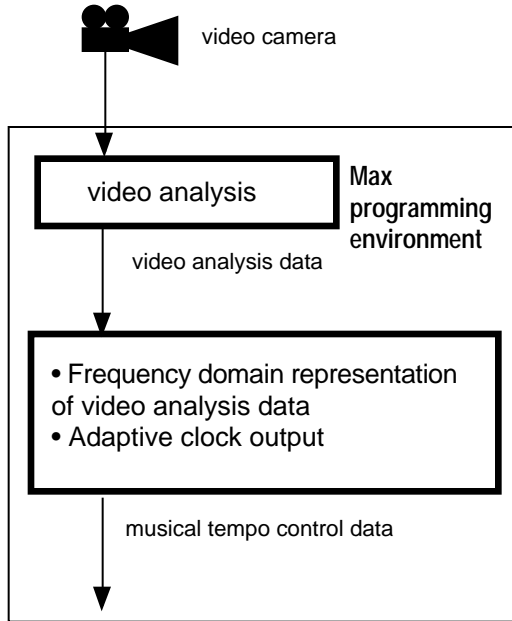 video camera
video analysis
Max
programming
environment
video analysis data
• Frequency domain representation
of video analysis data
• Adaptive clock output
musical tempo control data